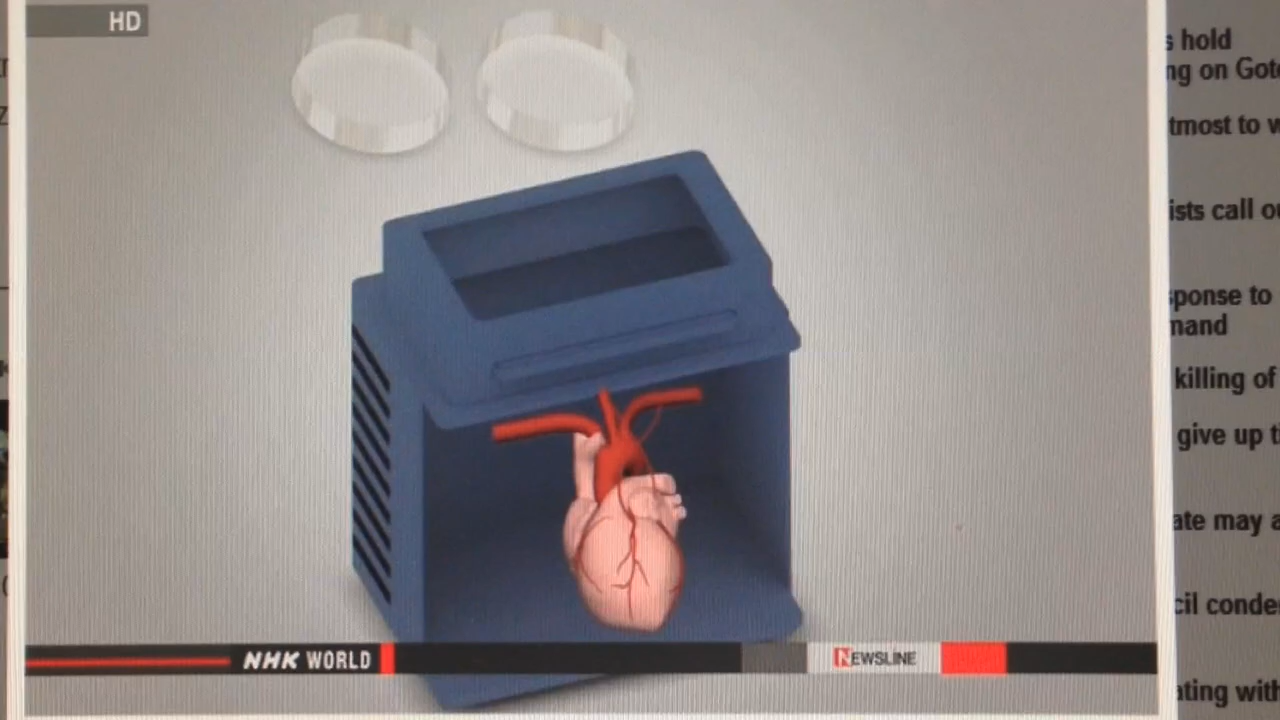 HD
s hold
ng on Got
tmost to w
ists call o
sponse to
mand
killing of
give up t
ate may a
cil conde
ating with
NHK WORLD
NEWSLINE